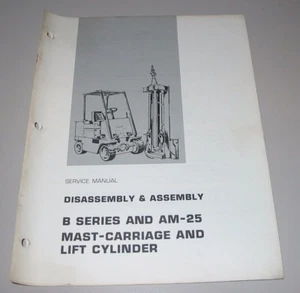 SERVICE MANUAL
DISASSEMBLY & ASSEMBLY
B SERIES AND AM-25
MAST-CARRIAGE AND
LIFT CYLINDER